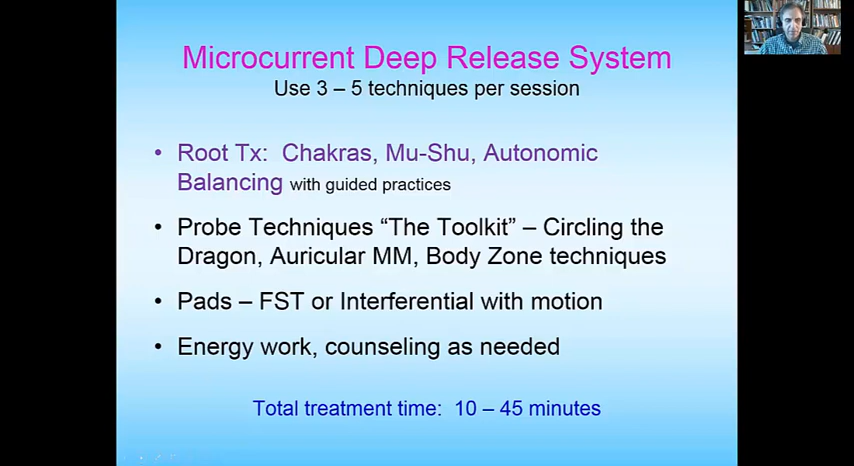 Microcurrent Deep Release System
Use 3 – 5 techniques per session
• Root Tx: Chakras, Mu-Shu, Autonomic
Balancing with guided practices
• Probe Techniques “The Toolkit” – Circling the
Dragon, Auricular MM, Body Zone techniques
• Pads – FST or Interferential with motion
• Energy work, counseling as needed
Total treatment time: 10 – 45 minutes